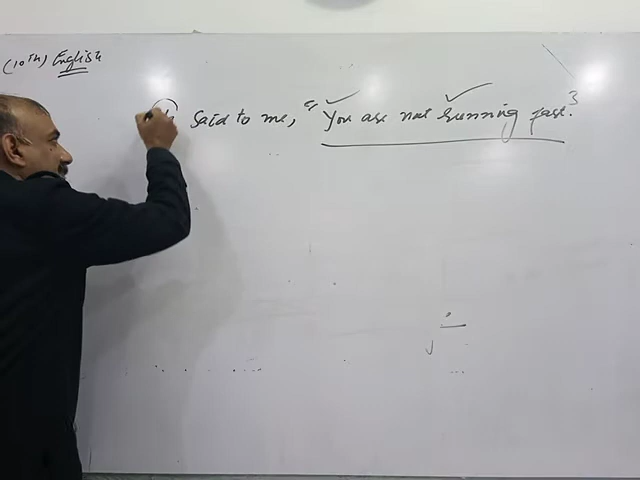 (10TH) English
said to me, "You are not running fast."